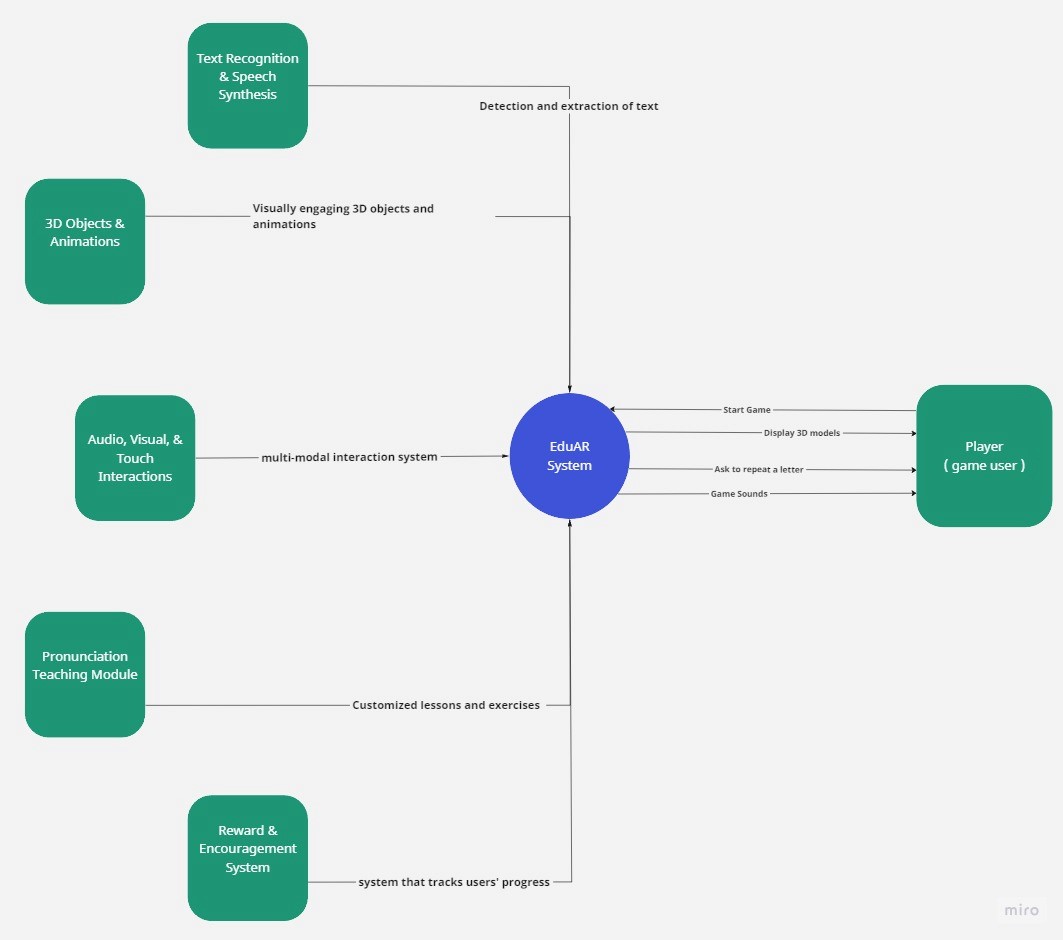 Text Recognition
& Speech
Synthesis
Detection and extraction of text
3D Objects &
Animations
Visually engaging 3D objects and
animations
Audio, Visual, &
Touch
Interactions
multi-modal interaction system
EduAR
System
Start Game
Display 3D models
Ask to repeat a letter
Game Sounds
Player
( game user )
Pronunciation
Teaching Module
Customized lessons and exercises
Reward &
Encouragement
System
system that tracks users' progress
miro